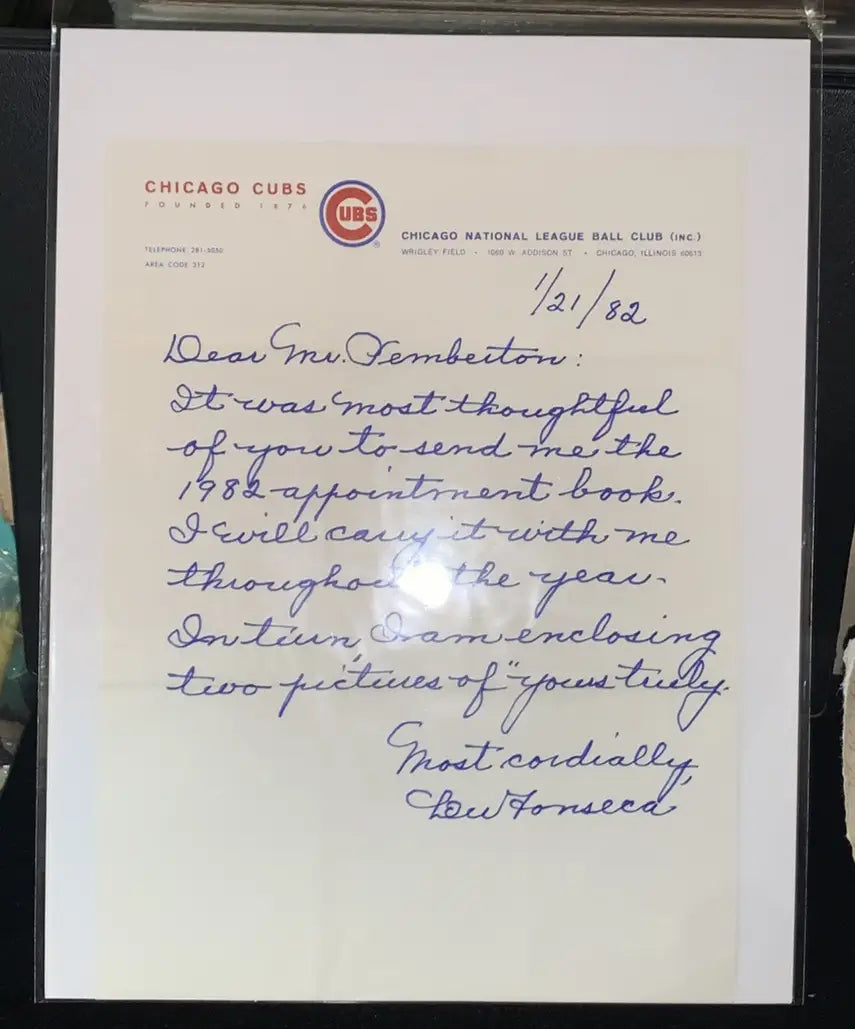 CHICAGO CUBS
FOUNDED 1876
CUBS
®
TELEPHONE 281-5050
AREA CODE 312
CHICAGO NATIONAL LEAGUE BALL CLUB (INC.)
WRIGLEY FIELD • 1060 W. ADDISON ST • CHICAGO, ILLINOIS 60613
1/21/82
Dear Mr. Pemberton:
It was most thoughtful
of you to send me the
1982 appointment book.
I will carry it with me
throughout the year.
In turn, I am enclosing
two pictures of "yours truly.
Most cordially,
Lew Fonseca